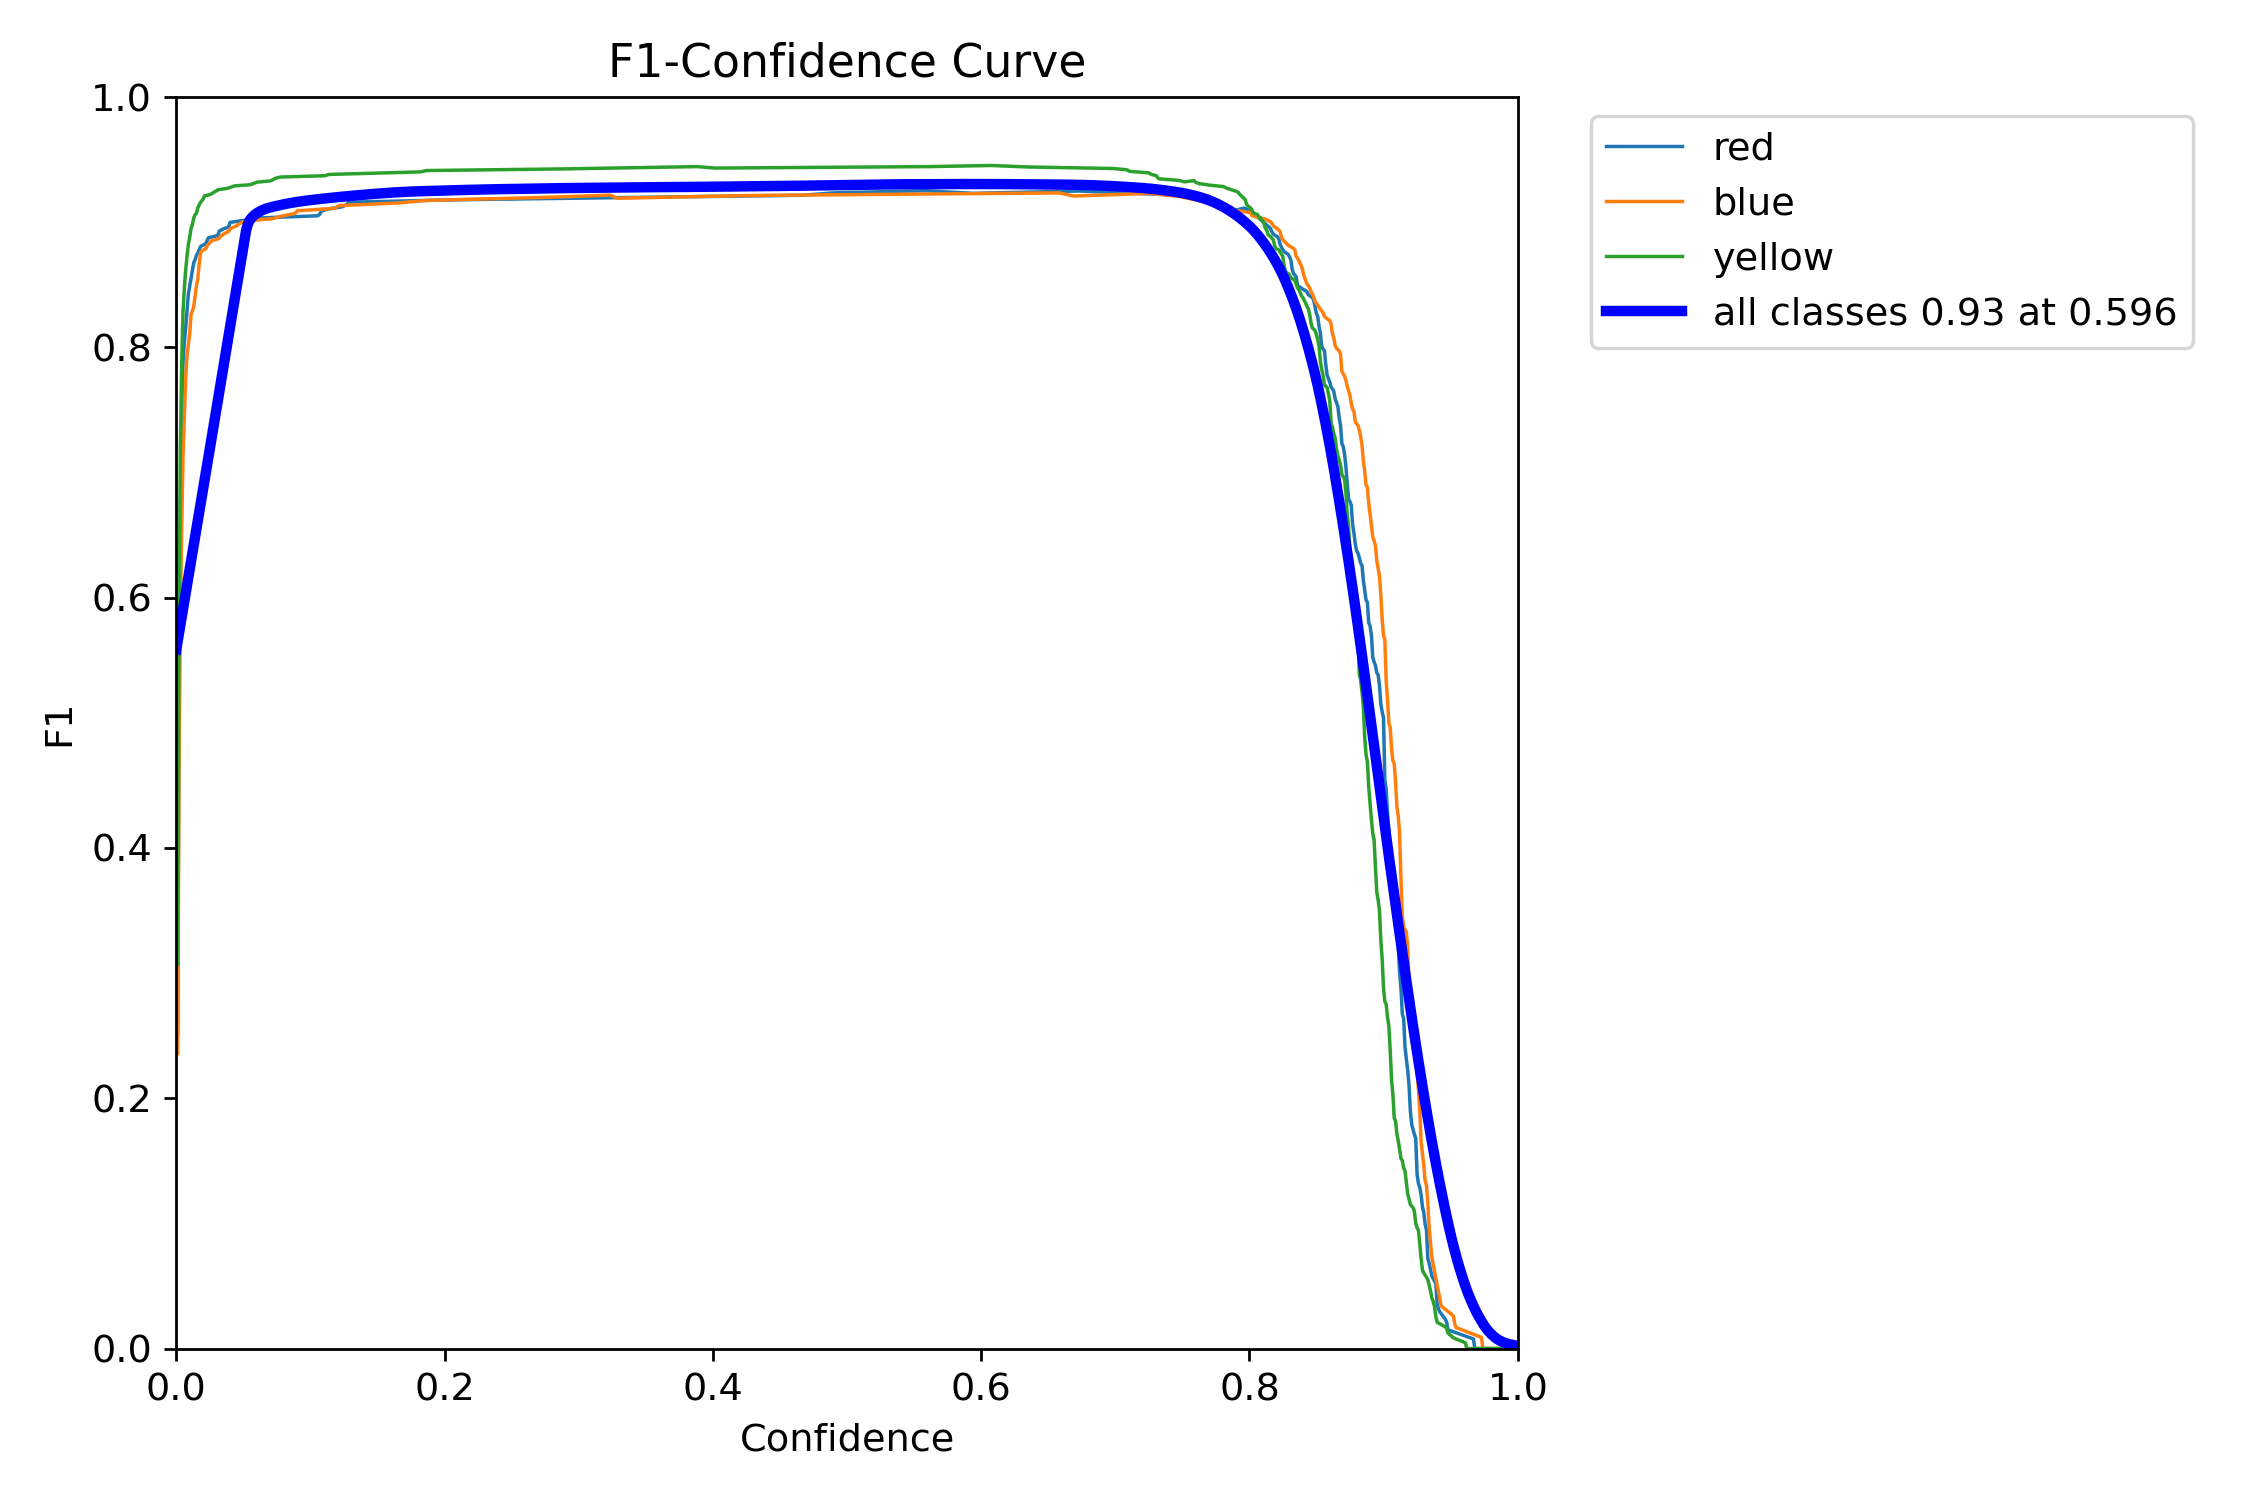 F1-Confidence Curve
1.0
0.8
0.6
0.4
0.2
0.0
F1
0.0 0.2 0.4 0.6 0.8 1.0
Confidence
red
blue
yellow
all classes 0.93 at 0.596